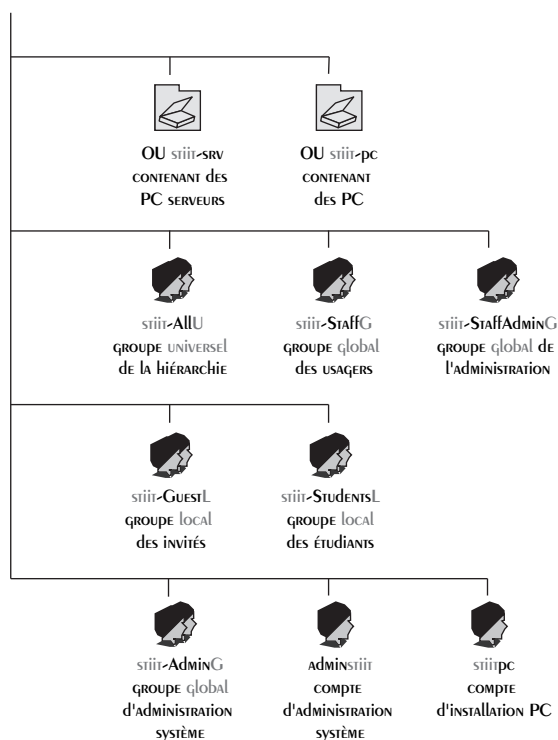 OU stiit-srv
contenant des
PC serveurs
OU stiit-pc
contenant
des PC
stiit-AllU
groupe universel
de la hiérarchie
stiit-StaffG
groupe global
des usagers
stiit-StaffAdminG
groupe global de
l'administration
stiit-GuestL
groupe local
des invités
stiit-StudentsL
groupe local
des étudiants
stiit-AdminG
groupe global
d'administration
système
adminstiit
compte
d'administration
système
stiitpc
compte
d'installation PC